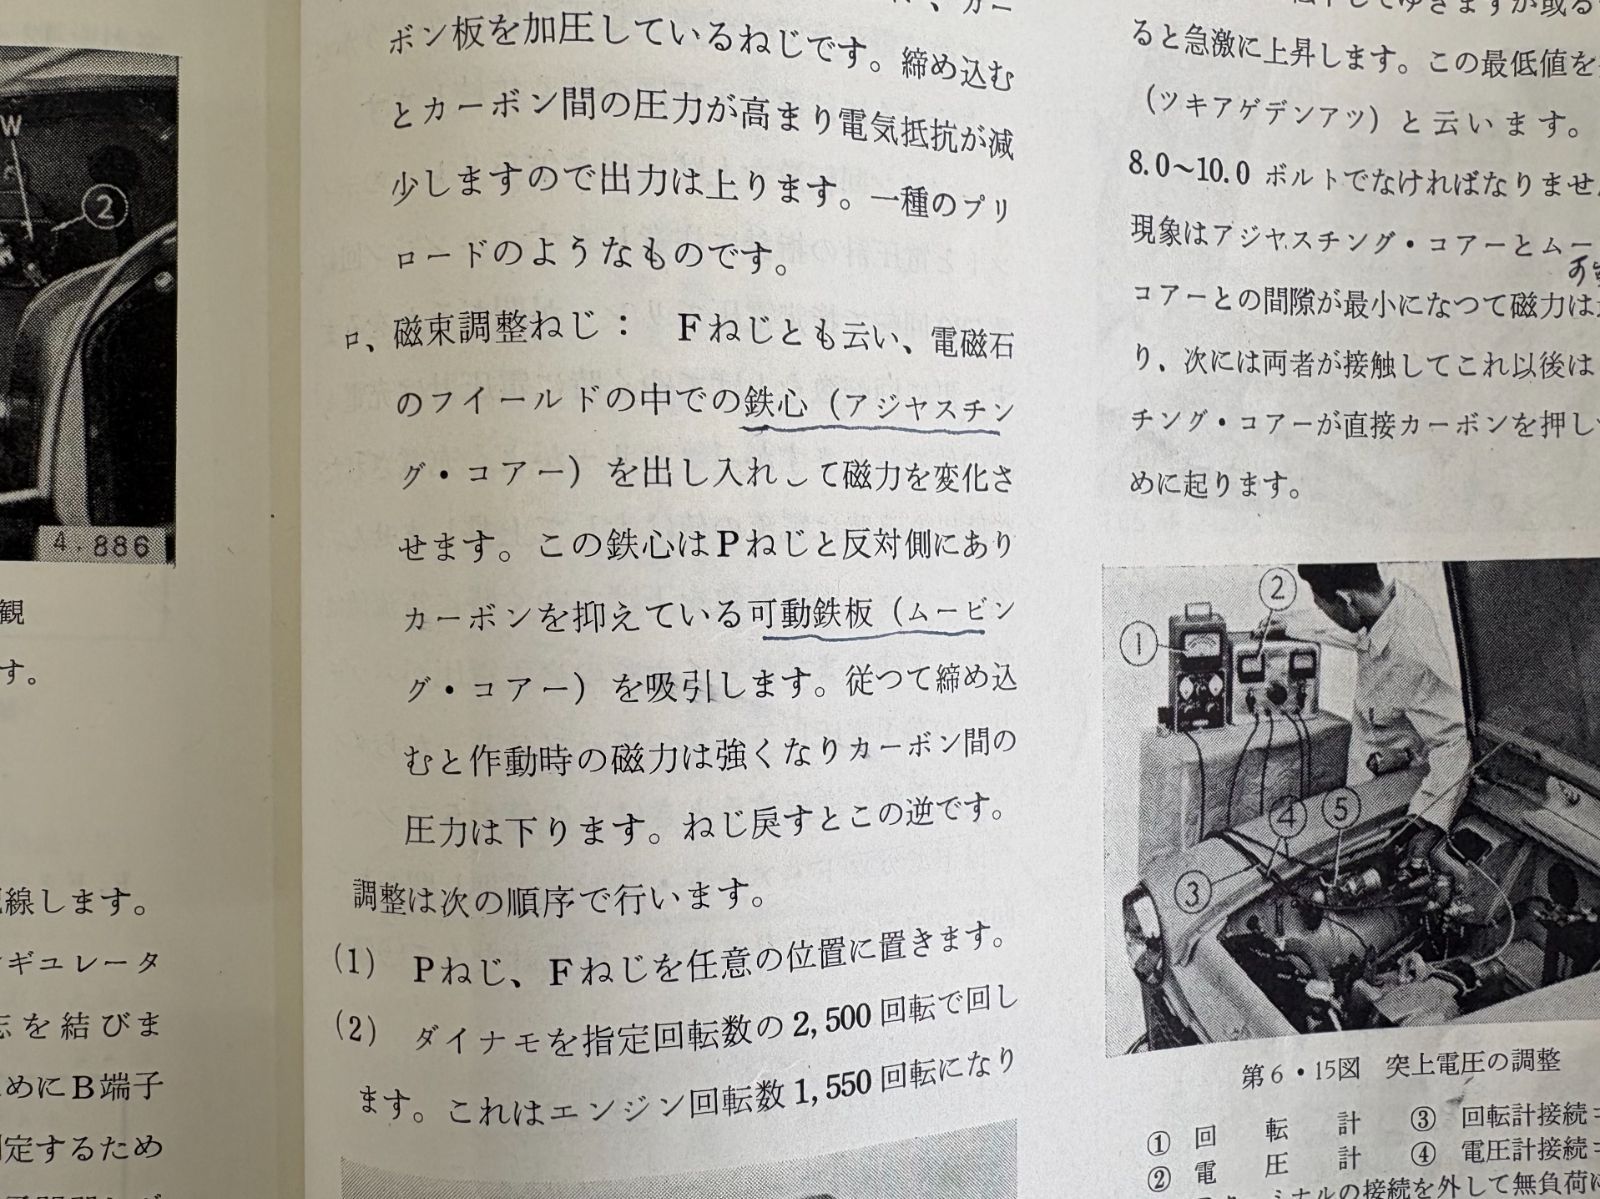 W
②
4.886
観
す。
線します。
ギユレータ
を結びま
めにB端子
定するため
ボン板を加圧しているねじです。締め込む
とカーボン間の圧力が高まり電気抵抗が減
少しますので出力は上ります。一種のプリ
ロードのようなものです。
ロ、磁束調整ねじ： Fねじとも云い、電磁石
のフイールドの中での鉄心（アジヤスチン
グ・コアー）を出し入れして磁力を変化さ
せます。この鉄心はPねじと反対側にあり
カーボンを抑えている可動鉄板（ムービン
グ・コアー）を吸引します。従つて締め込
むと作動時の磁力は強くなりカーボン間の
圧力は下ります。ねじ戻すとこの逆です。
調整は次の順序で行います。
(1) Pねじ、Fねじを任意の位置に置きます。
(2) ダイナモを指定回転数の2,500回転で回し
ます。これはエンジン回転数1,550回転になり
ると急激に上昇します。この最低値を
（ツキアゲデンアツ）と云います。
8.0〜10.0 ボルトでなければなりませ
現象はアジヤスチング・コアーとムー
コアーとの間隙が最小になつて磁力は
り、次には両者が接触してこれ以後は
チング・コアーが直接カーボンを押し
めに起ります。
① ② ③ ④ ⑤
第6・15図 突上電圧の調整
① 回転計 ③ 回転計接続
② 電圧計 ④ 電圧計接続
ナルの接続を外して無負荷